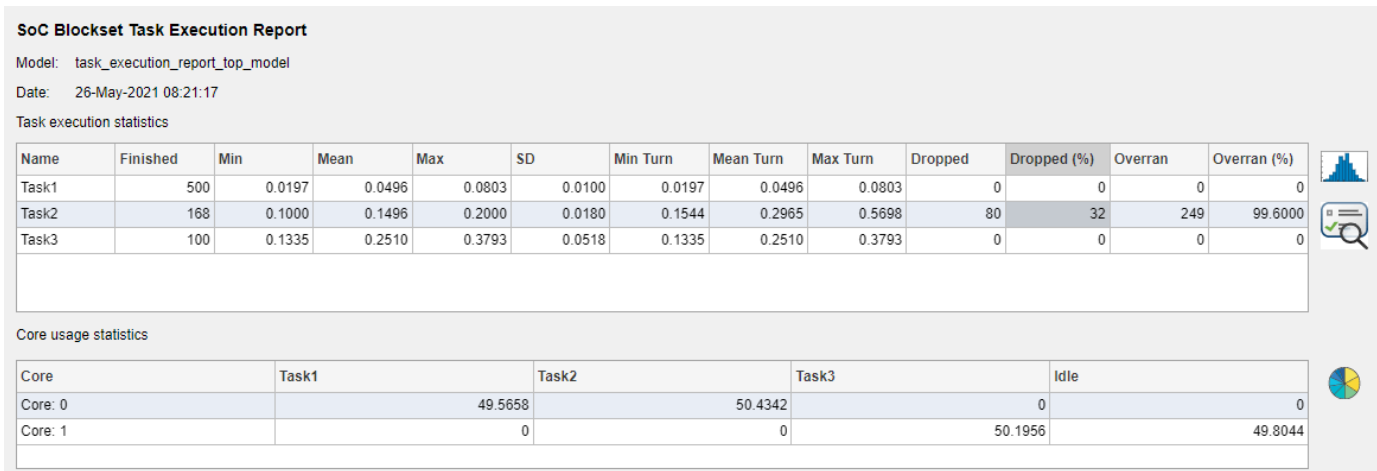 SoC Blockset Task Execution Report
Model: task_execution_report_top_model
Date: 26-May-2021 08:21:17
Task execution statistics
Name Finished Min Mean Max SD Min Turn Mean Turn Max Turn Dropped Dropped (%) Overran Overran (%)
Task1 500 0.0197 0.0496 0.0803 0.0100 0.0197 0.0496 0.0803 0 0 0 0
Task2 168 0.1000 0.1496 0.2000 0.0180 0.1544 0.2965 0.5698 80 32 249 99.6000
Task3 100 0.1335 0.2510 0.3793 0.0518 0.1335 0.2510 0.3793 0 0 0 0
Core usage statistics
Core Task1 Task2 Task3 Idle
Core: 0 49.5658 50.4342 0 0
Core: 1 0 0 50.1956 49.8044